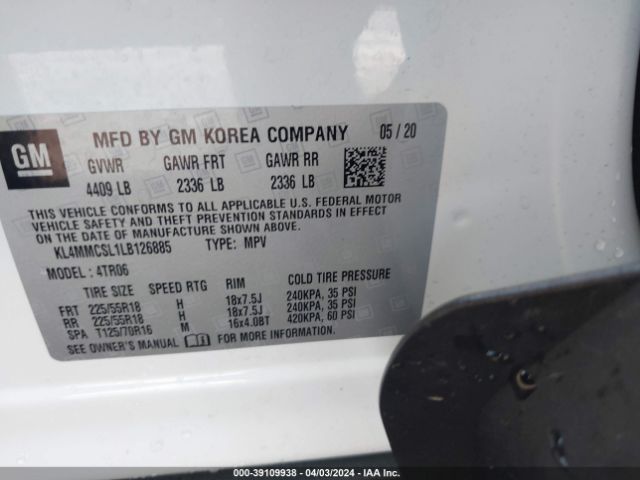 GM
MFD BY GM KOREA COMPANY 05 / 20
GVWR GAWR FRT GAWR RR
4409 LB 2336 LB 2336 LB
THIS VEHICLE CONFORMS TO ALL APPLICABLE U.S. FEDERAL MOTOR
VEHICLE SAFETY AND THEFT PREVENTION STANDARDS IN EFFECT
ON THE DATE OF MANUFACTURE SHOWN ABOVE.
KL4MMCSL1LB126885 TYPE: MPV
MODEL: 4TR06
TIRE SIZE SPEED RTG RIM COLD TIRE PRESSURE
FRT 225/55R18 H 18x7.5J 240KPA, 35 PSI
RR 225/55R18 H 18x7.5J 240KPA, 35 PSI
SPA T125/70R16 M 16x4.0BT 420KPA, 60 PSI
SEE OWNER'S MANUAL FOR MORE INFORMATION.
000-39109938 - 04/03/2024 - IAA Inc.